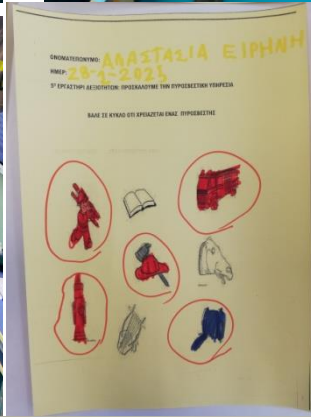 ΟΝΟΜΑΤΕΠΩΝΥΜΟ: ΑΝΑΣΤΑΣΙΑ ΕΙΡΗΝΗ
ΗΜΕΡ: 28-2-2023
5ο ΕΡΓΑΣΤΗΡΙ ΔΕΞΙΟΤΗΤΩΝ: ΠΡΟΣΚΑΛΟΥΜΕ ΤΗΝ ΠΥΡΟΣΒΕΣΤΙΚΗ ΥΠΗΡΕΣΙΑ
ΒΑΛΕ ΣΕ ΚΥΚΛΟ ΟΤΙ ΧΡΕΙΑΖΕΤΑΙ ΕΝΑΣ ΠΥΡΟΣΒΕΣΤΗΣ